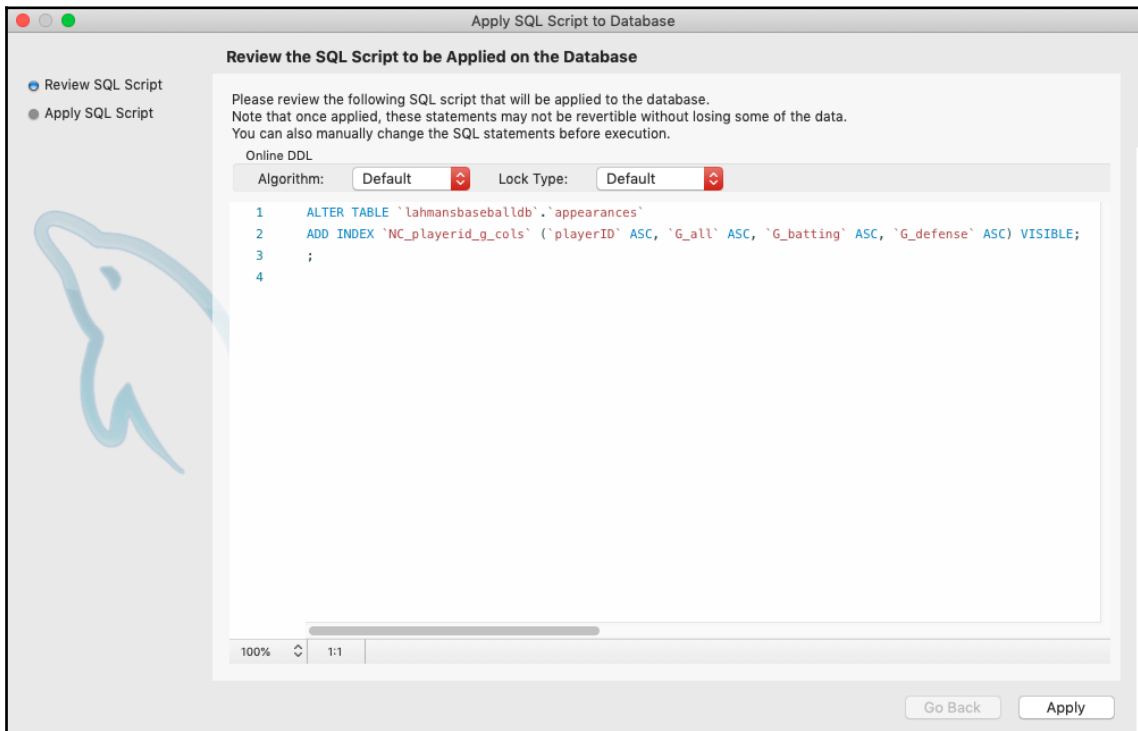 Apply SQL Script to Database
Review SQL Script
Apply SQL Script
Review the SQL Script to be Applied on the Database
Please review the following SQL script that will be applied to the database.
Note that once applied, these statements may not be revertible without losing some of the data.
You can also manually change the SQL statements before execution.
Online DDL
Algorithm: Default Lock Type: Default
1 ALTER TABLE `lahmansbaseballdb`.`appearances`
2 ADD INDEX `NC_playerid_g_cols` (`playerID` ASC, `G_all` ASC, `G_batting` ASC, `G_defense` ASC) VISIBLE;
3 ;
4
100% 1:1
Go Back Apply